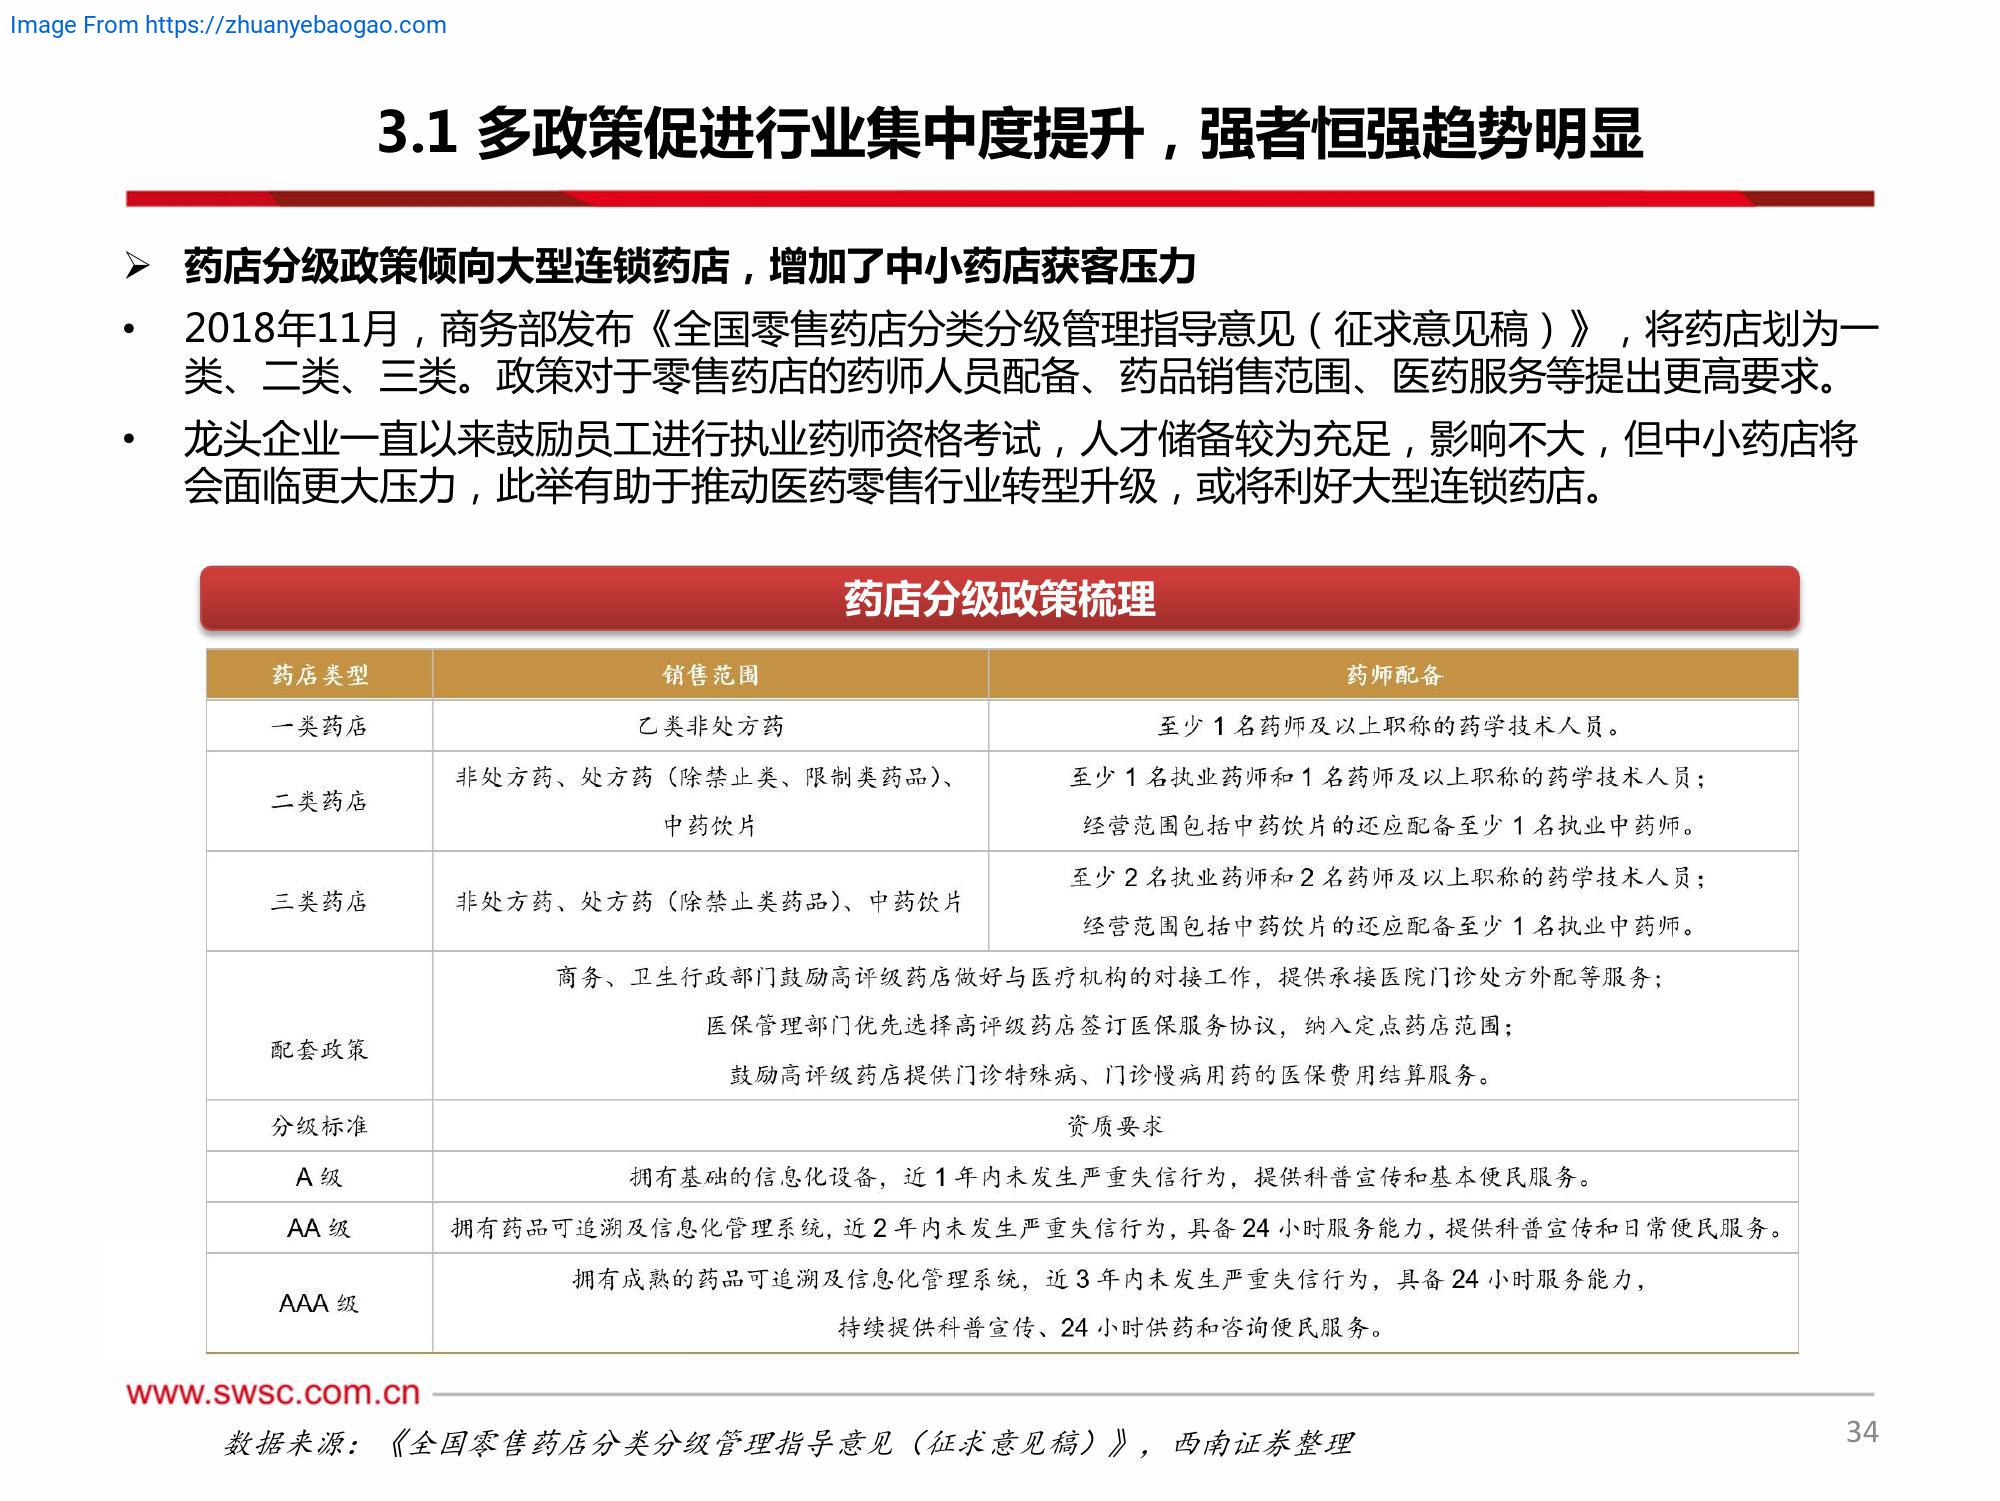 Image From https://zhuanyebaogao.com
3.1 多政策促进行业集中度提升，强者恒强趋势明显
➢ 药店分级政策倾向大型连锁药店，增加了中小药店获客压力
• 2018年11月，商务部发布《全国零售药店分类分级管理指导意见（征求意见稿）》，将药店划为一
类、二类、三类。政策对于零售药店的药师人员配备、药品销售范围、医药服务等提出更高要求。
• 龙头企业一直以来鼓励员工进行执业药师资格考试，人才储备较为充足，影响不大，但中小药店将
会面临更大压力，此举有助于推动医药零售行业转型升级，或将利好大型连锁药店。
药店分级政策梳理
药店类型 销售范围 药师配备
一类药店 乙类非处方药 至少 1 名药师及以上职称的药学技术人员。
二类药店
非处方药、处方药（除禁止类、限制类药品）、
中药饮片
至少 1 名执业药师和 1 名药师及以上职称的药学技术人员；
经营范围包括中药饮片的还应配备至少 1 名执业中药师。
三类药店
非处方药、处方药（除禁止类药品）、中药饮片
至少 2 名执业药师和 2 名药师及以上职称的药学技术人员；
经营范围包括中药饮片的还应配备至少 1 名执业中药师。
配套政策
商务、卫生行政部门鼓励高评级药店做好与医疗机构的对接工作，提供承接医院门诊处方外配等服务；
医保管理部门优先选择高评级药店签订医保服务协议，纳入定点药店范围；
鼓励高评级药店提供门诊特殊病、门诊慢病用药的医保费用结算服务。
分级标准 资质要求
A 级 拥有基础的信息化设备，近 1 年内未发生严重失信行为，提供科普宣传和基本便民服务。
AA 级 拥有药品可追溯及信息化管理系统，近 2 年内未发生严重失信行为，具备 24 小时服务能力，提供科普宣传和日常便民服务。
AAA 级
拥有成熟的药品可追溯及信息化管理系统，近 3 年内未发生严重失信行为，具备 24 小时服务能力，
持续提供科普宣传、24 小时供药和咨询便民服务。
www.swsc.com.cn
数据来源：《全国零售药店分类分级管理指导意见（征求意见稿）》，西南证券整理
34